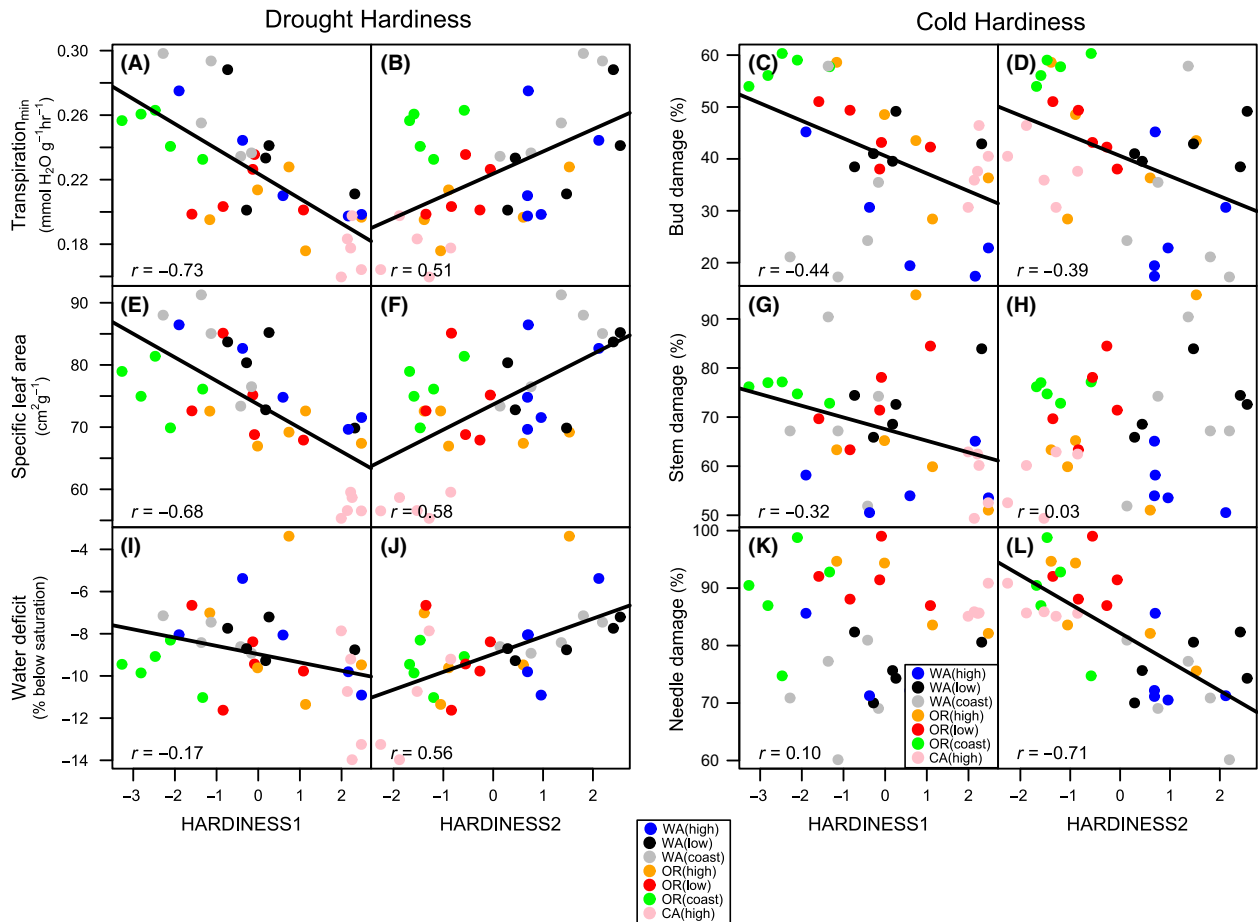 Drought Hardiness
Cold Hardiness
Transpiration_min
(mmol H₂O g⁻¹hr⁻¹)
0.30
0.26
0.22
0.18
(A)
r = −0.73
(B)
r = 0.51
Bud damage (%)
60
50
40
30
20
(C)
r = −0.44
(D)
r = −0.39
Specific leaf area
(cm²g⁻¹)
90
80
70
60
(E)
r = −0.68
(F)
r = 0.58
Stem damage (%)
90
80
70
60
50
(G)
r = −0.32
(H)
r = 0.03
Water deficit
(% below saturation)
−4
−6
−8
−10
−12
−14
(I)
r = −0.17
(J)
r = 0.56
Needle damage (%)
100
90
80
70
60
(K)
r = 0.10
WA(high)
WA(low)
WA(coast)
OR(high)
OR(low)
OR(coast)
CA(high)
(L)
r = −0.71
−3 −2 −1 0 1 2
−2 −1 0 1 2
−3 −2 −1 0 1 2
−2 −1 0 1 2
HARDINESS1
HARDINESS2
HARDINESS1
HARDINESS2
WA(high)
WA(low)
WA(coast)
OR(high)
OR(low)
OR(coast)
CA(high)